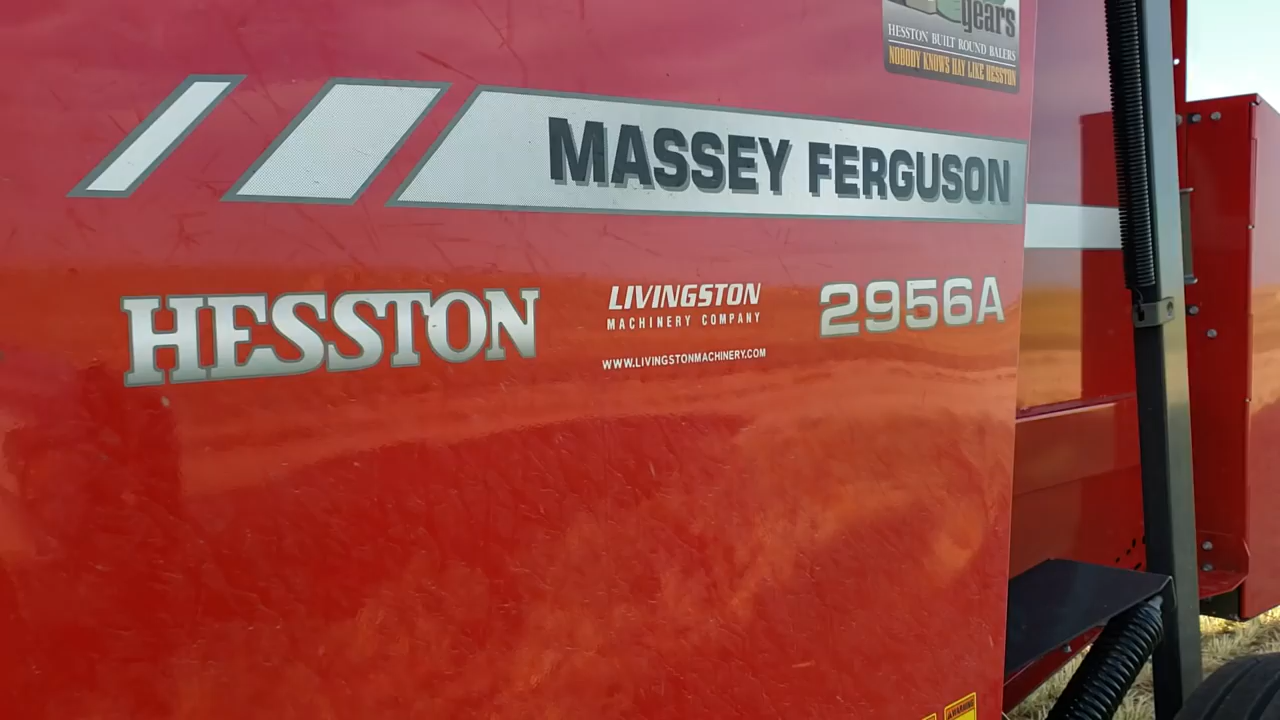 years
HESSTON BUILT ROUND BALERS
NOBODY KNOWS HAY LIKE HESSTON
MASSEY FERGUSON
HESSTON
LIVINGSTON
MACHINERY COMPANY
WWW.LIVINGSTONMACHINERY.COM
2956A
WARNING